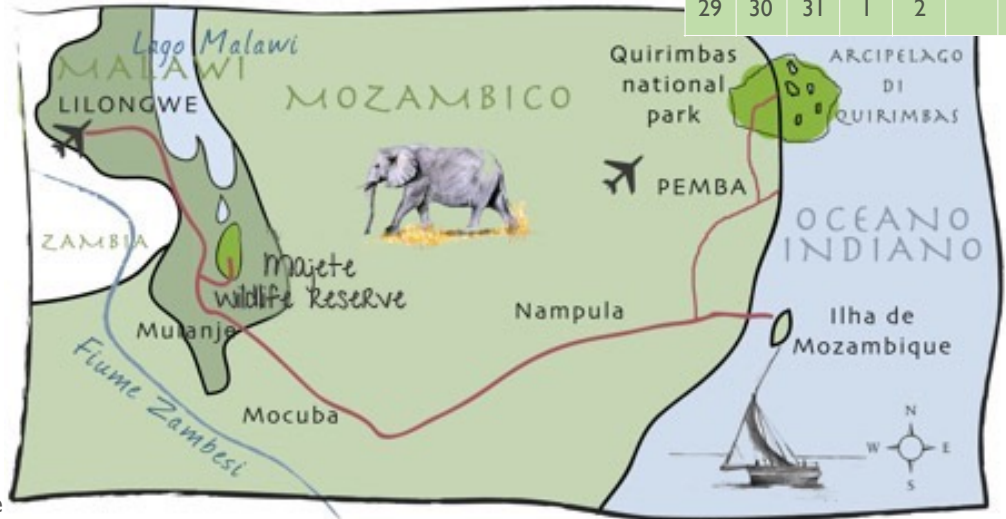 29 30 31 1 2
Lago Malawi
MALAWI
LILONGWE
MOZAMBICO
Quirimbas
national
park
ARCIPELAGO
DI
QUIRIMBAS
PEMBA
ZAMBIA
OCEANO
INDIANO
Majete
Wildlife Reserve
Nampula
Ilha de
Mozambique
Mulanje
Mocuba
Fiume Zambesi
N
W E
S
e